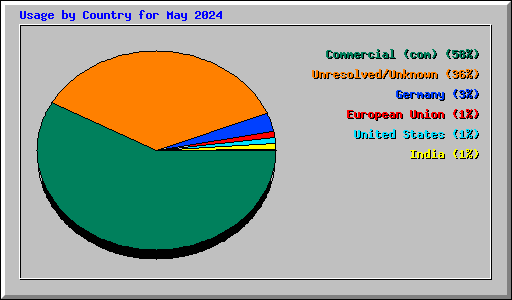 Usage by Country for May 2024
Commercial (com) (58%)
Unresolved/Unknown (36%)
Germany (3%)
European Union (1%)
United States (1%)
India (1%)